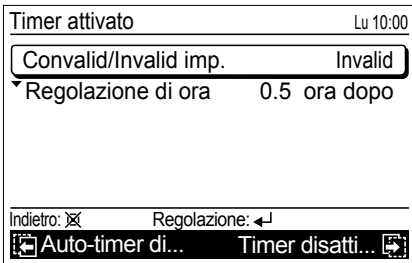 Timer attivato Lu 10:00
Convalid/Invalid imp. Invalid
Regolazione di ora 0.5 ora dopo
Indietro: Regolazione:
Auto-timer di... Timer disatti...